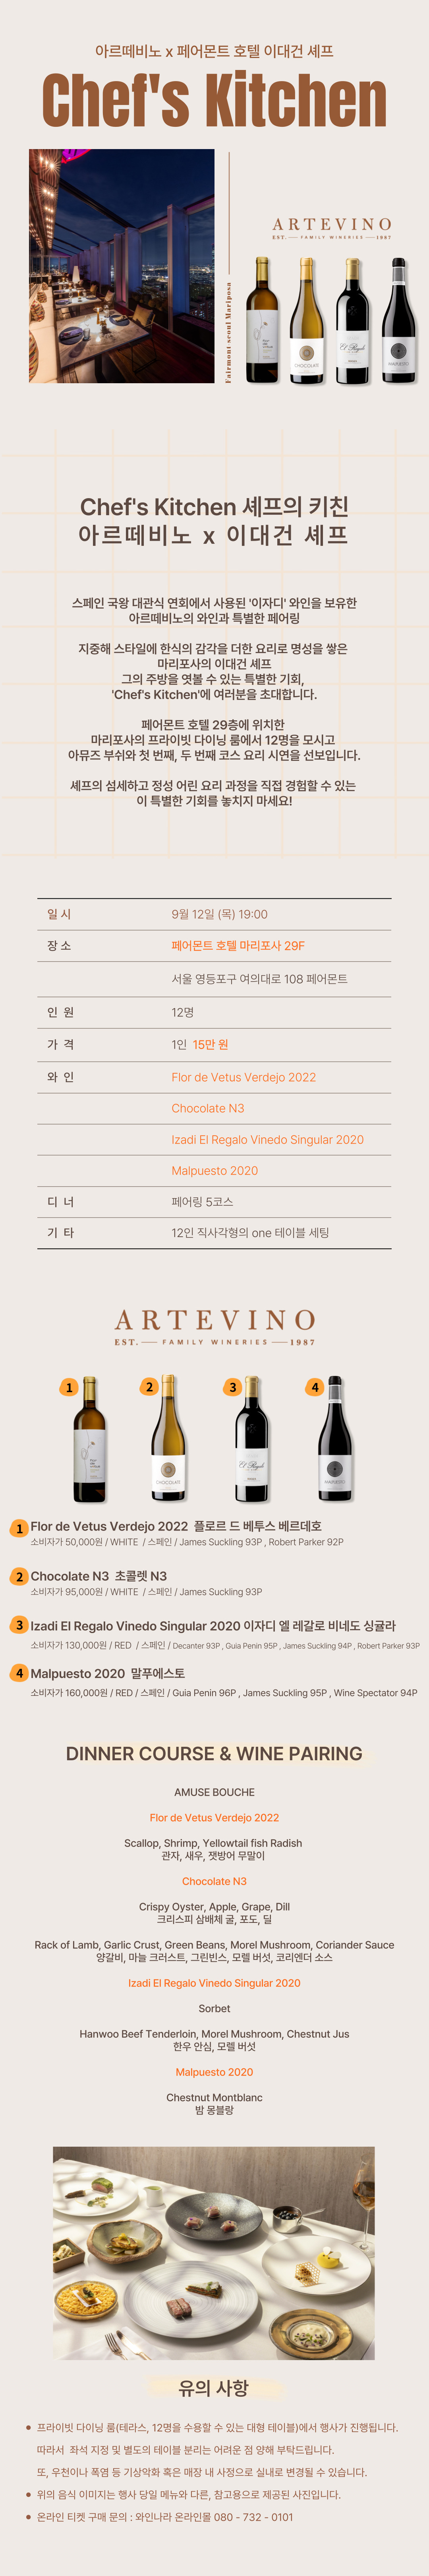 아르떼비노 x 페어몬트 호텔 이대건 셰프
Chef's Kitchen
Fairmont seoul Mariposa
ARTEVINO
EST. FAMILY WINERIES 1987
CHOCOLATE
El Regalo
Chef's Kitchen 셰프의 키친
아르떼비노 x 이대건 셰프
스페인 국왕 대관식 연회에서 사용된 '이자디' 와인을 보유한
아르떼비노의 와인과 특별한 페어링
지중해 스타일에 한식의 감각을 더한 요리로 명성을 쌓은
마리포사의 이대건 셰프
그의 주방을 엿볼 수 있는 특별한 기회,
'Chef's Kitchen'에 여러분을 초대합니다.
페어몬트 호텔 29층에 위치한
마리포사의 프라이빗 다이닝 룸에서 12명을 모시고
아뮤즈 부쉬와 첫 번째, 두 번째 코스 요리 시연을 선보입니다.
셰프의 섬세하고 정성 어린 요리 과정을 직접 경험할 수 있는
이 특별한 기회를 놓치지 마세요!
일 시 9월 12일 (목) 19:00
장 소 페어몬트 호텔 마리포사 29F
서울 영등포구 여의대로 108 페어몬트
인 원 12명
가 격 1인 15만 원
와 인 Flor de Vetus Verdejo 2022
Chocolate N3
Izadi El Regalo Vinedo Singular 2020
Malpuesto 2020
디 너 페어링 5코스
기 타 12인 직사각형의 one 테이블 세팅
ARTEVINO
EST. FAMILY WINERIES 1987
1 2 3 4
CHOCOLATE
El Regalo
1 Flor de Vetus Verdejo 2022 플로르 드 베투스 베르데호
소비자가 50,000원 / WHITE / 스페인 / James Suckling 93P , Robert Parker 92P
2 Chocolate N3 초콜렛 N3
소비자가 95,000원 / WHITE / 스페인 / James Suckling 93P
3 Izadi El Regalo Vinedo Singular 2020 이자디 엘 레갈로 비네도 싱귤라
소비자가 130,000원 / RED / 스페인 / Decanter 93P , Guia Penin 95P , James Suckling 94P , Robert Parker 93P
4 Malpuesto 2020 말푸에스토
소비자가 160,000원 / RED / 스페인 / Guia Penin 96P , James Suckling 95P , Wine Spectator 94P
DINNER COURSE & WINE PAIRING
AMUSE BOUCHE
Flor de Vetus Verdejo 2022
Scallop, Shrimp, Yellowtail fish Radish
관자, 새우, 잿방어 무말이
Chocolate N3
Crispy Oyster, Apple, Grape, Dill
크리스피 삼배체 굴, 포도, 딜
Rack of Lamb, Garlic Crust, Green Beans, Morel Mushroom, Coriander Sauce
양갈비, 마늘 크러스트, 그린빈스, 모렐 버섯, 코리엔더 소스
Izadi El Regalo Vinedo Singular 2020
Sorbet
Hanwoo Beef Tenderloin, Morel Mushroom, Chestnut Jus
한우 안심, 모렐 버섯
Malpuesto 2020
Chestnut Montblanc
밤 몽블랑
유의 사항
• 프라이빗 다이닝 룸(테라스, 12명을 수용할 수 있는 대형 테이블)에서 행사가 진행됩니다.
따라서 좌석 지정 및 별도의 테이블 분리는 어려운 점 양해 부탁드립니다.
또, 우천이나 폭염 등 기상악화 혹은 매장 내 사정으로 실내로 변경될 수 있습니다.
• 위의 음식 이미지는 행사 당일 메뉴와 다른, 참고용으로 제공된 사진입니다.
• 온라인 티켓 구매 문의 : 와인나라 온라인몰 080 - 732 - 0101